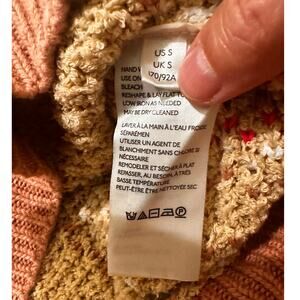 US S
UK S
170/92A
HAND W
USE ON
BLEACH
RESHAPE & LAY FLAT TO
LOW IRON AS NEEDED
MAY BE DRY CLEANED
LAVER À LA MAIN À L'EAU FROIDE
SÉPARÉMEN
UTILISER UN AGENT DE
BLANCHIMENT SANS CHLORE SI
NÉCESSAIRE
REMODELER ET SÉCHER À PLAT
REPASSER, AU BESOIN, À TRÈS
BASSE TEMPÉRATURE
PEUT-ÊTRE ÊTRE NETTOYÉE SEC